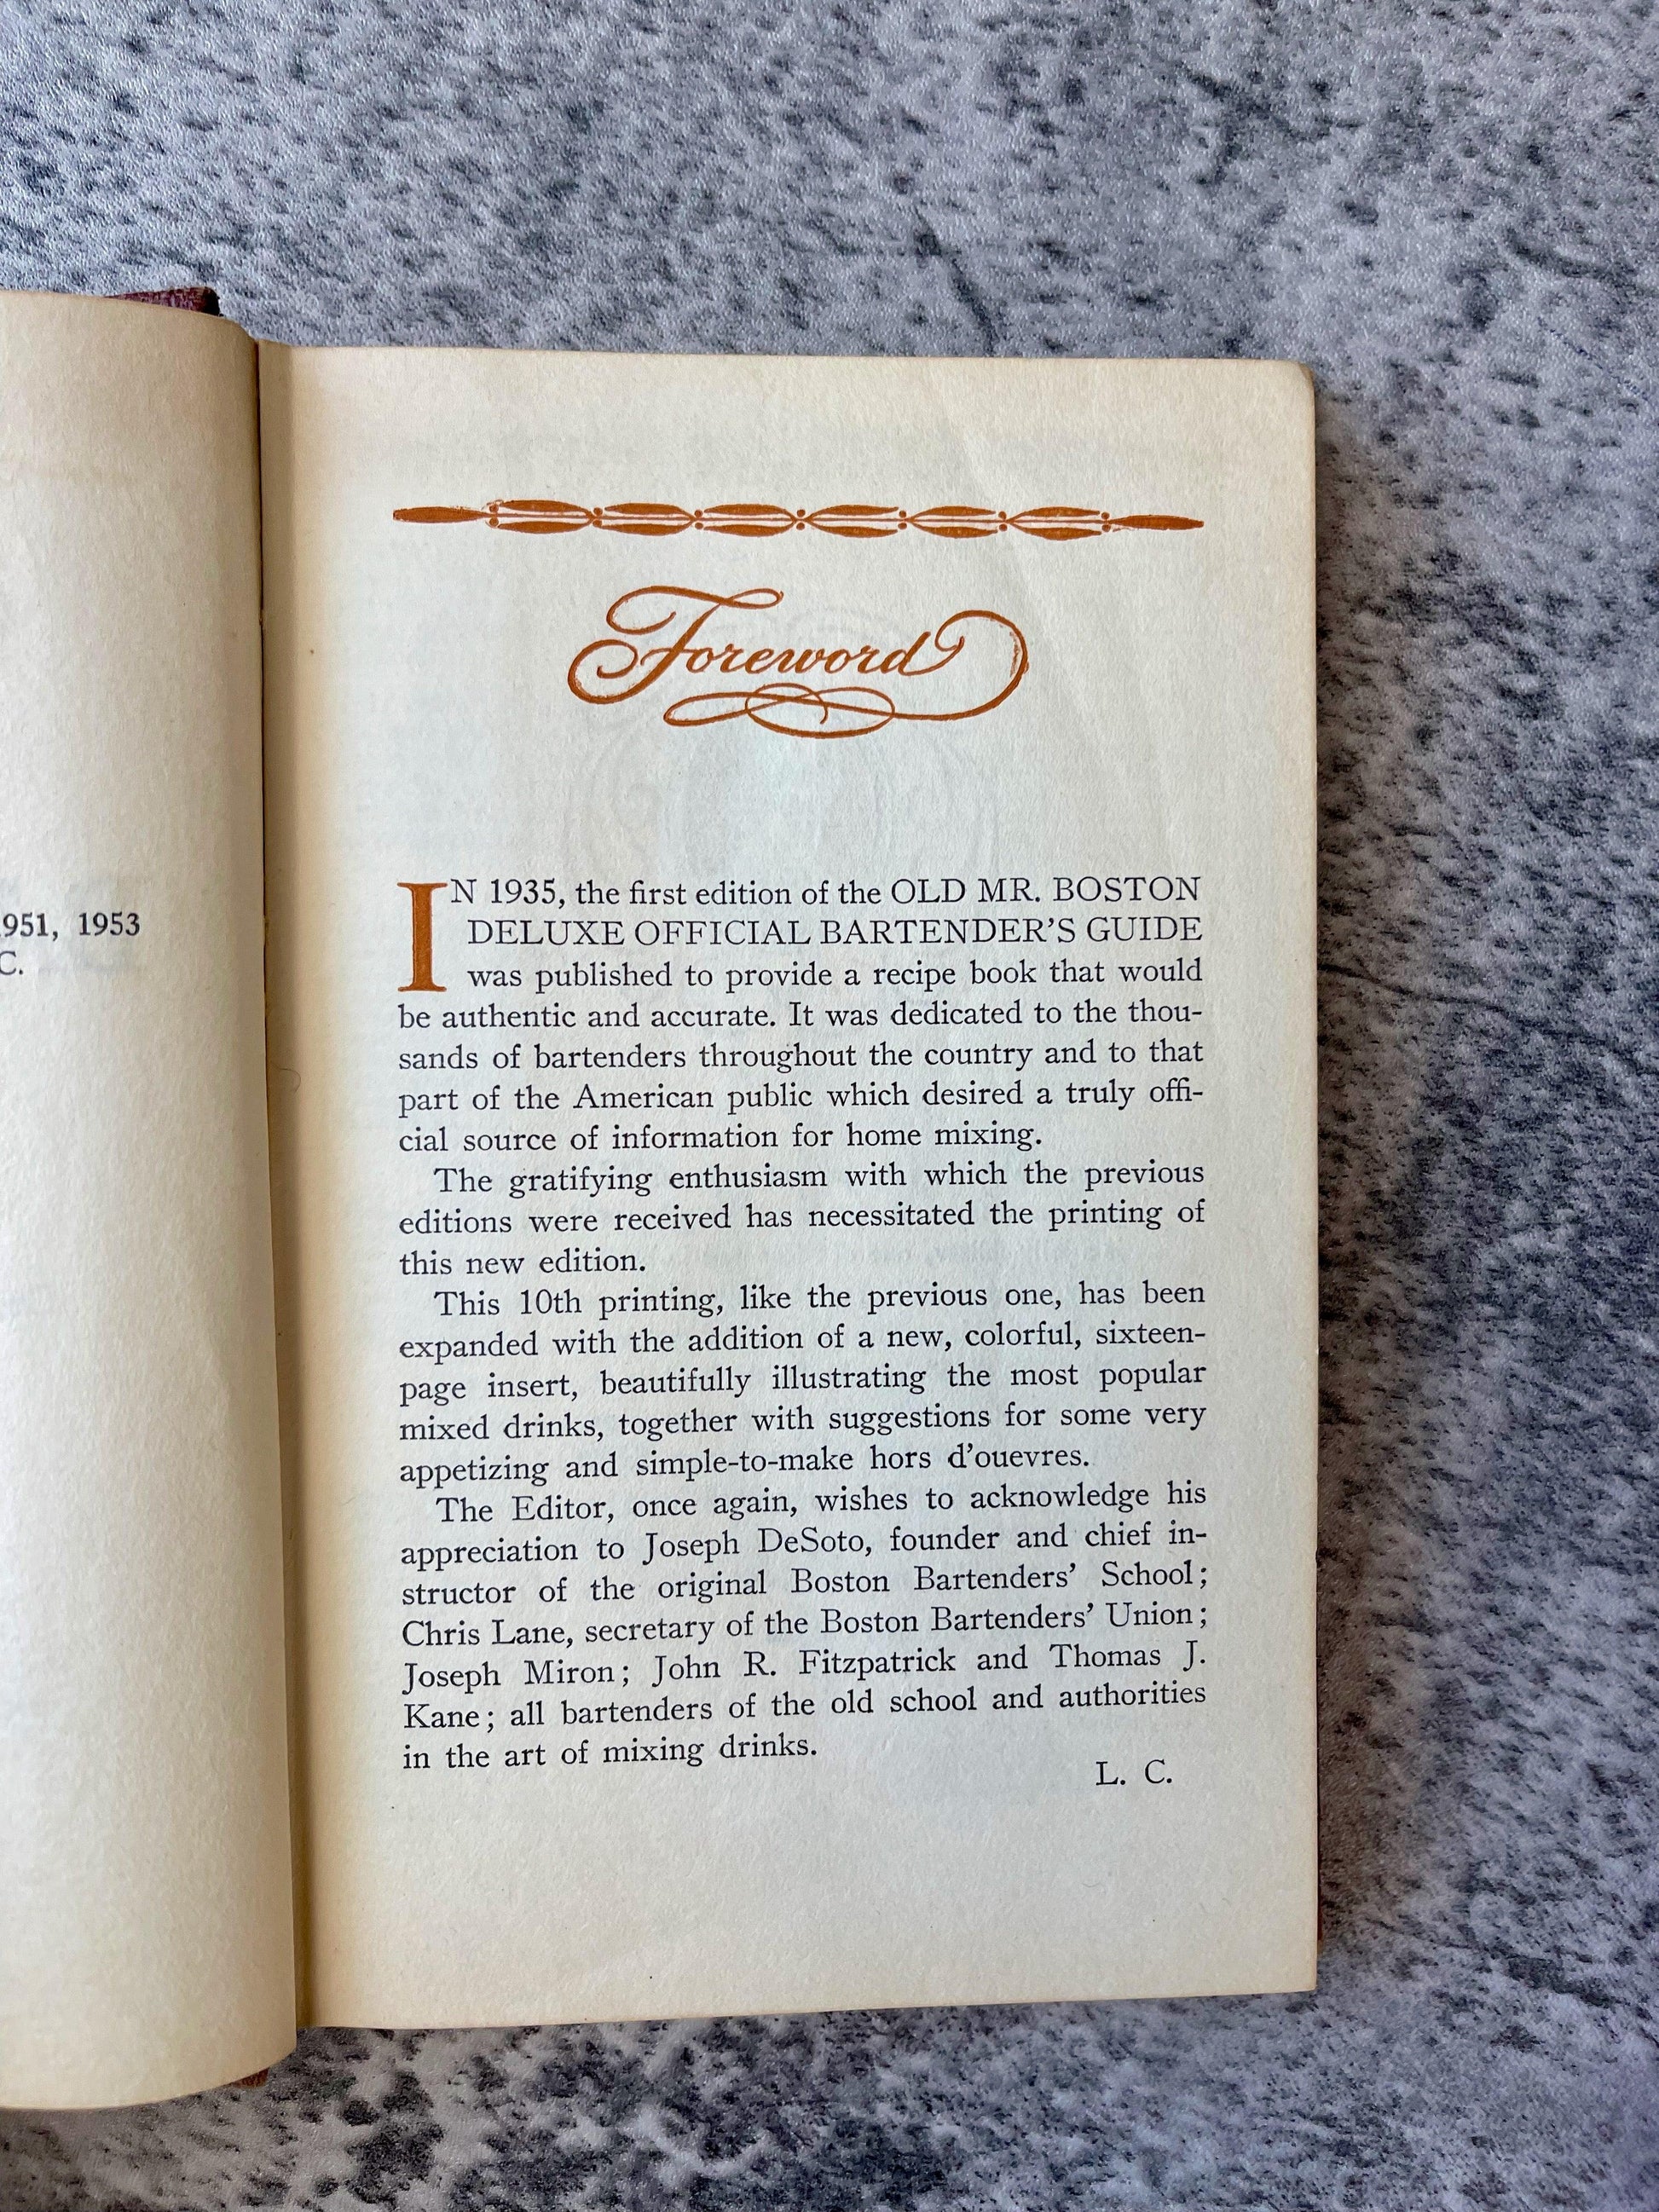 951, 1953
C.
Foreword
IN 1935, the first edition of the OLD MR. BOSTON
DELUXE OFFICIAL BARTENDER'S GUIDE
was published to provide a recipe book that would
be authentic and accurate. It was dedicated to the thou-
sands of bartenders throughout the country and to that
part of the American public which desired a truly offi-
cial source of information for home mixing.
The gratifying enthusiasm with which the previous
editions were received has necessitated the printing of
this new edition.
This 10th printing, like the previous one, has been
expanded with the addition of a new, colorful, sixteen-
page insert, beautifully illustrating the most popular
mixed drinks, together with suggestions for some very
appetizing and simple-to-make hors d'ouevres.
The Editor, once again, wishes to acknowledge his
appreciation to Joseph DeSoto, founder and chief in-
structor of the original Boston Bartenders' School;
Chris Lane, secretary of the Boston Bartenders' Union;
Joseph Miron; John R. Fitzpatrick and Thomas J.
Kane; all bartenders of the old school and authorities
in the art of mixing drinks.
L. C.